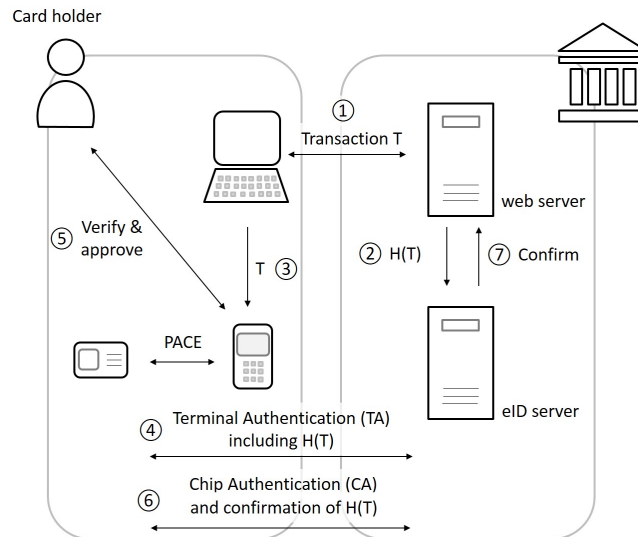 Card holder
①
Transaction T
web server
⑤ Verify &
approve
T ③
② H(T)
⑦ Confirm
PACE
eID server
④ Terminal Authentication (TA)
including H(T)
⑥ Chip Authentication (CA)
and confirmation of H(T)